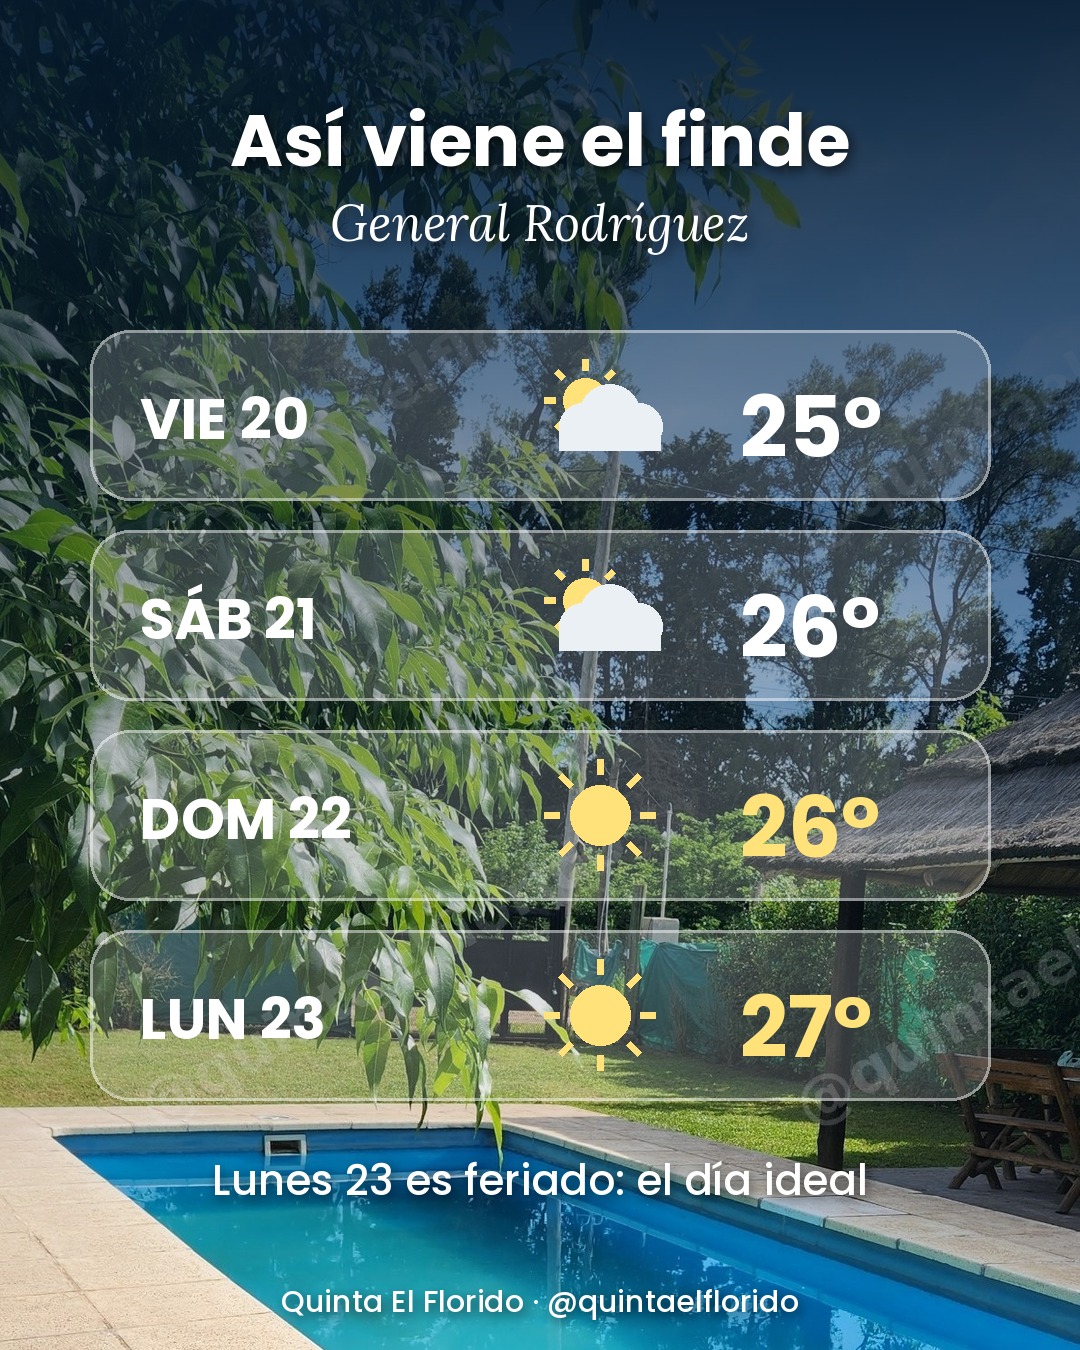 Así viene el finde
General Rodríguez
VIE 20
25°
SÁB 21
26°
DOM 22
26°
LUN 23
27°
@quintael
Lunes 23 es feriado: el día ideal
Quinta El Florido · @quintaelflorido